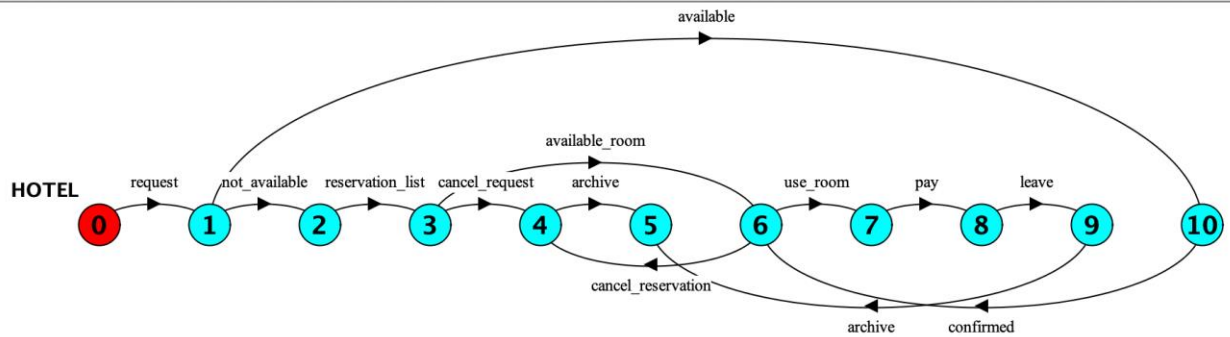 available
available_room
HOTEL
request
not_available
reservation_list
cancel_request
archive
use_room
pay
leave
0
1
2
3
4
5
6
7
8
9
10
cancel_reservation
archive
confirmed